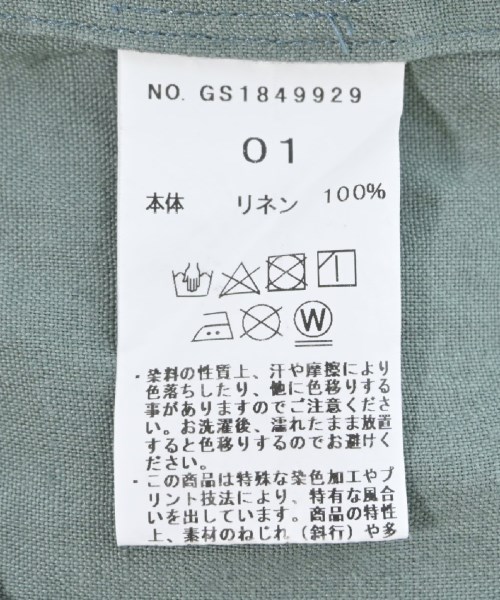 NO. GS1849929
01
本体 リネン 100%
W
・染料の性質上、汗や摩擦により
色落ちしたり、他に色移りする
事がありますのでご注意くださ
い。お洗濯後、濡れたまま放置
すると色移りするのでお避けく
ださい。
・この商品は特殊な染色加工やプ
リント技法により、特有な風合
いを出しています。商品の特性
上、素材のねじれ（斜行）や多